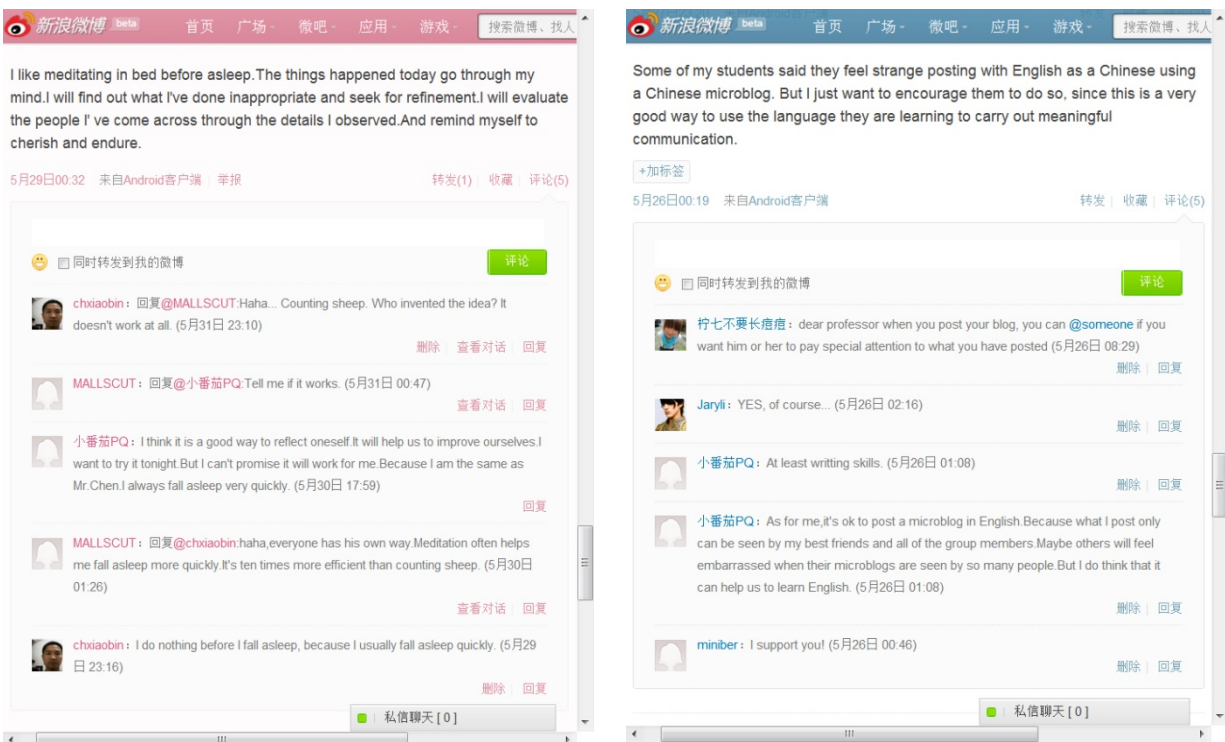 新浪微博 beta 首页 广场 微吧 应用 游戏 搜索微博、找人
I like meditating in bed before asleep.The things happened today go through my
mind.I will find out what I've done inappropriate and seek for refinement.I will evaluate
the people I' ve come across through the details I observed.And remind myself to
cherish and endure.
5月29日00:32 来自Android客户端 举报 转发(1) 收藏 评论(5)
同时转发到我的微博 评论
chxiaobin：回复@MALLSCUT:Haha... Counting sheep. Who invented the idea? It
doesn't work at all. (5月31日 23:10)
删除 查看对话 回复
MALLSCUT：回复@小番茄PQ:Tell me if it works. (5月31日 00:47)
查看对话 回复
小番茄PQ：I think it is a good way to reflect oneself.It will help us to improve ourselves.I
want to try it tonight.But I can't promise it will work for me.Because I am the same as
Mr.Chen.I always fall asleep very quickly. (5月30日 17:59)
回复
MALLSCUT：回复@chxiaobin:haha,everyone has his own way.Meditation often helps
me fall asleep more quickly.It's ten times more efficient than counting sheep. (5月30日
01:26)
查看对话 回复
chxiaobin：I do nothing before I fall asleep, because I usually fall asleep quickly. (5月29
日 23:16)
删除 回复
私信聊天 [ 0 ]
新浪微博 beta 首页 广场 微吧 应用 游戏 搜索微博、找人
Some of my students said they feel strange posting with English as a Chinese using
a Chinese microblog. But I just want to encourage them to do so, since this is a very
good way to use the language they are learning to carry out meaningful
communication.
+加标签
5月26日00:19 来自Android客户端 转发 收藏 评论(5)
同时转发到我的微博 评论
柠七不要长痘痘：dear professor when you post your blog, you can @someone if you
want him or her to pay special attention to what you have posted (5月26日 08:29)
删除 回复
Jaryli：YES, of course... (5月26日 02:16)
删除 回复
小番茄PQ：At least writting skills. (5月26日 01:08)
删除 回复
小番茄PQ：As for me,it's ok to post a microblog in English.Because what I post only
can be seen by my best friends and all of the group members.Maybe others will feel
embarrassed when their microblogs are seen by so many people.But I do think that it
can help us to learn English. (5月26日 01:08)
删除 回复
miniber：I support you! (5月26日 00:46)
删除 回复
私信聊天 [ 0 ]